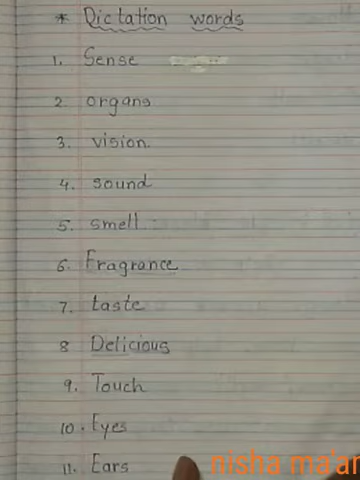 * Dictation words
1. Sense
2 organs
3. vision.
4. sound
5. smell.
6. Fragrance
7. taste
8 Delicious
9. Touch
10. Eyes
11. Ears
nisha ma'am